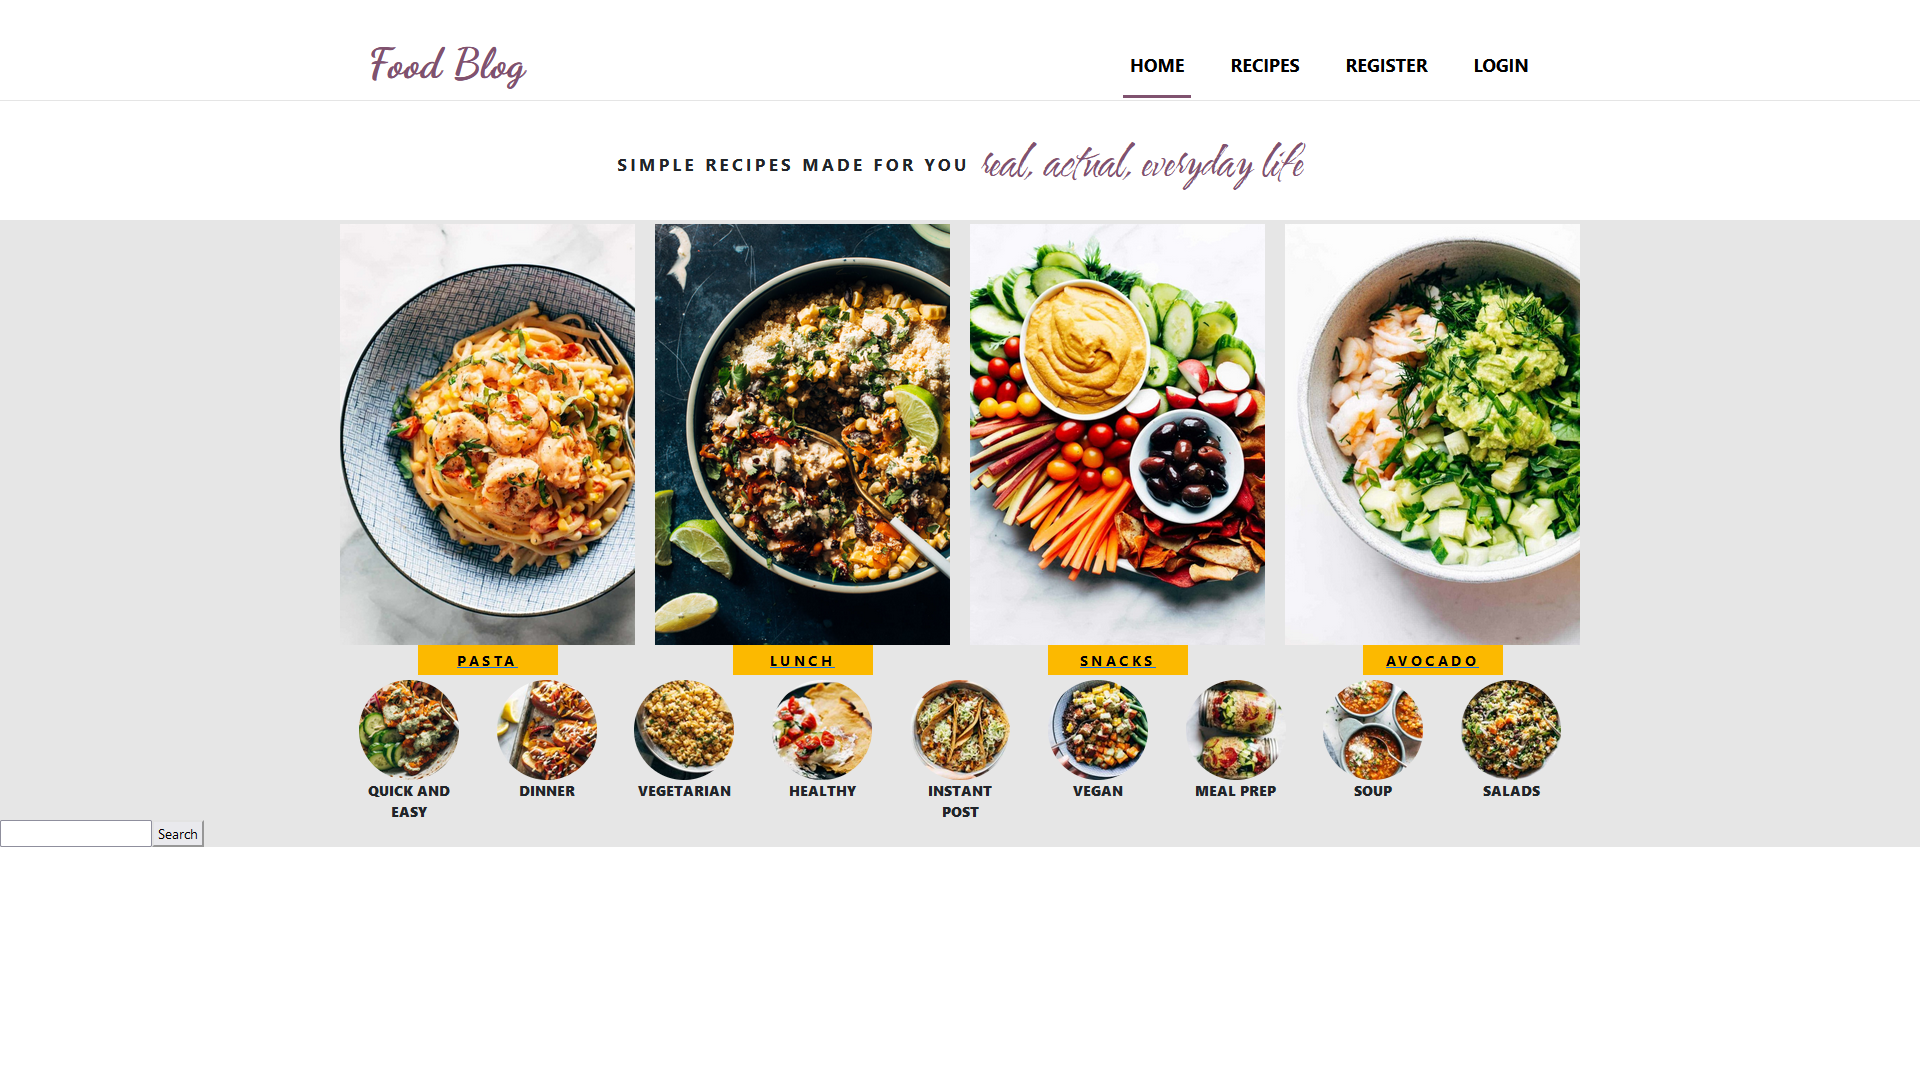 Food Blog
HOME RECIPES REGISTER LOGIN
SIMPLE RECIPES MADE FOR YOU real, actual, everyday life
PASTA LUNCH SNACKS AVOCADO
QUICK AND EASY DINNER VEGETARIAN HEALTHY INSTANT POST VEGAN MEAL PREP SOUP SALADS
Search